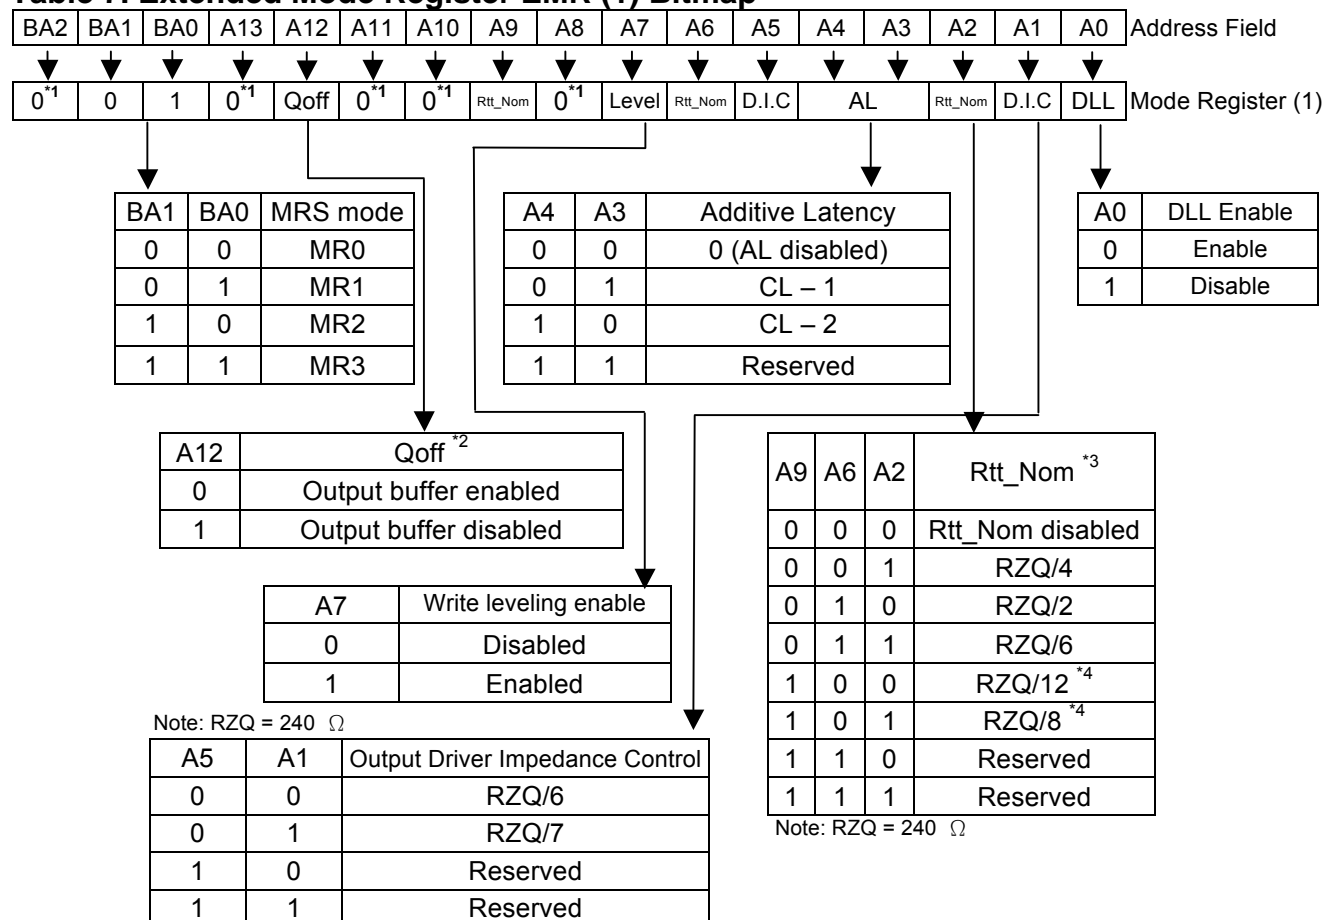 Table 7. Extended Mode Register EMR (1) Bitmap
BA2 BA1 BA0 A13 A12 A11 A10 A9 A8 A7 A6 A5 A4 A3 A2 A1 A0 Address Field
0*1 0 1 0*1 Qoff 0*1 0*1 Rtt_Nom 0*1 Level Rtt_Nom D.I.C AL Rtt_Nom D.I.C DLL Mode Register (1)
BA1 BA0 MRS mode
0 0 MR0
0 1 MR1
1 0 MR2
1 1 MR3
A4 A3 Additive Latency
0 0 0 (AL disabled)
0 1 CL – 1
1 0 CL – 2
1 1 Reserved
A0 DLL Enable
0 Enable
1 Disable
A12 Qoff *2
0 Output buffer enabled
1 Output buffer disabled
A9 A6 A2 Rtt_Nom *3
0 0 0 Rtt_Nom disabled
0 0 1 RZQ/4
0 1 0 RZQ/2
0 1 1 RZQ/6
1 0 0 RZQ/12 *4
1 0 1 RZQ/8 *4
1 1 0 Reserved
1 1 1 Reserved
Note: RZQ = 240 Ω
A7 Write leveling enable
0 Disabled
1 Enabled
Note: RZQ = 240 Ω
A5 A1 Output Driver Impedance Control
0 0 RZQ/6
0 1 RZQ/7
1 0 Reserved
1 1 Reserved